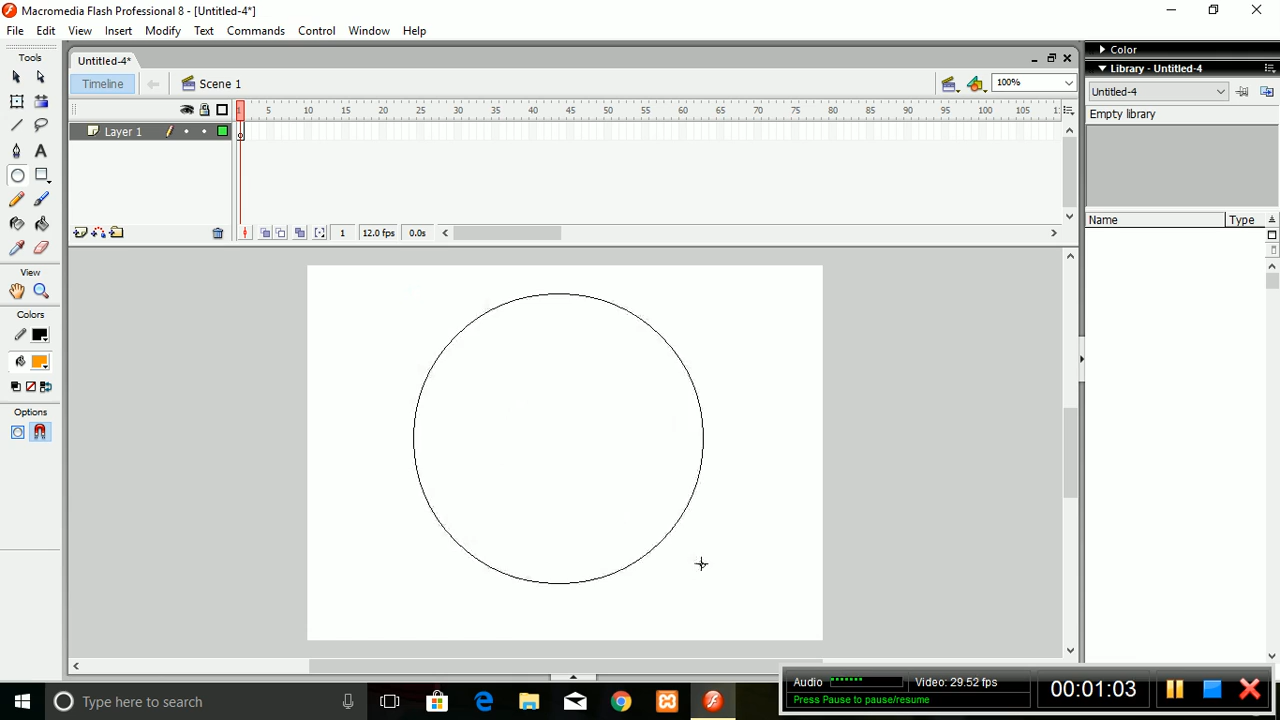 Macromedia Flash Professional 8 - [Untitled-4*]
File Edit View Insert Modify Text Commands Control Window Help
Tools
Untitled-4*
Timeline
Scene 1
100%
1 5 10 15 20 25 30 35 40 45 50 55 60 65 70 75 80 85 90 95 100 105 1:
Layer 1
1 12.0 fps 0.0s
View
Colors
Options
Color
Library - Untitled-4
Untitled-4
Empty library
Name Type
Type here to search
Audio Video: 29.52 fps
Press Pause to pause/resume
00:01:03